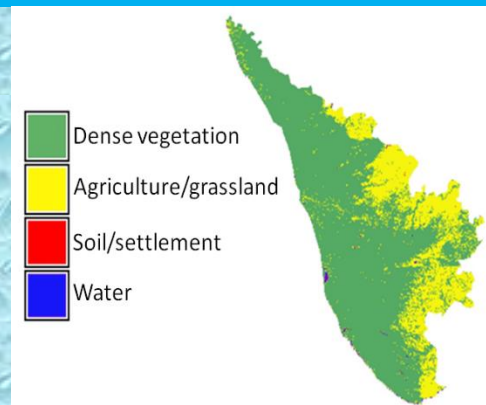 Dense vegetation
Agriculture/grassland
Soil/settlement
Water